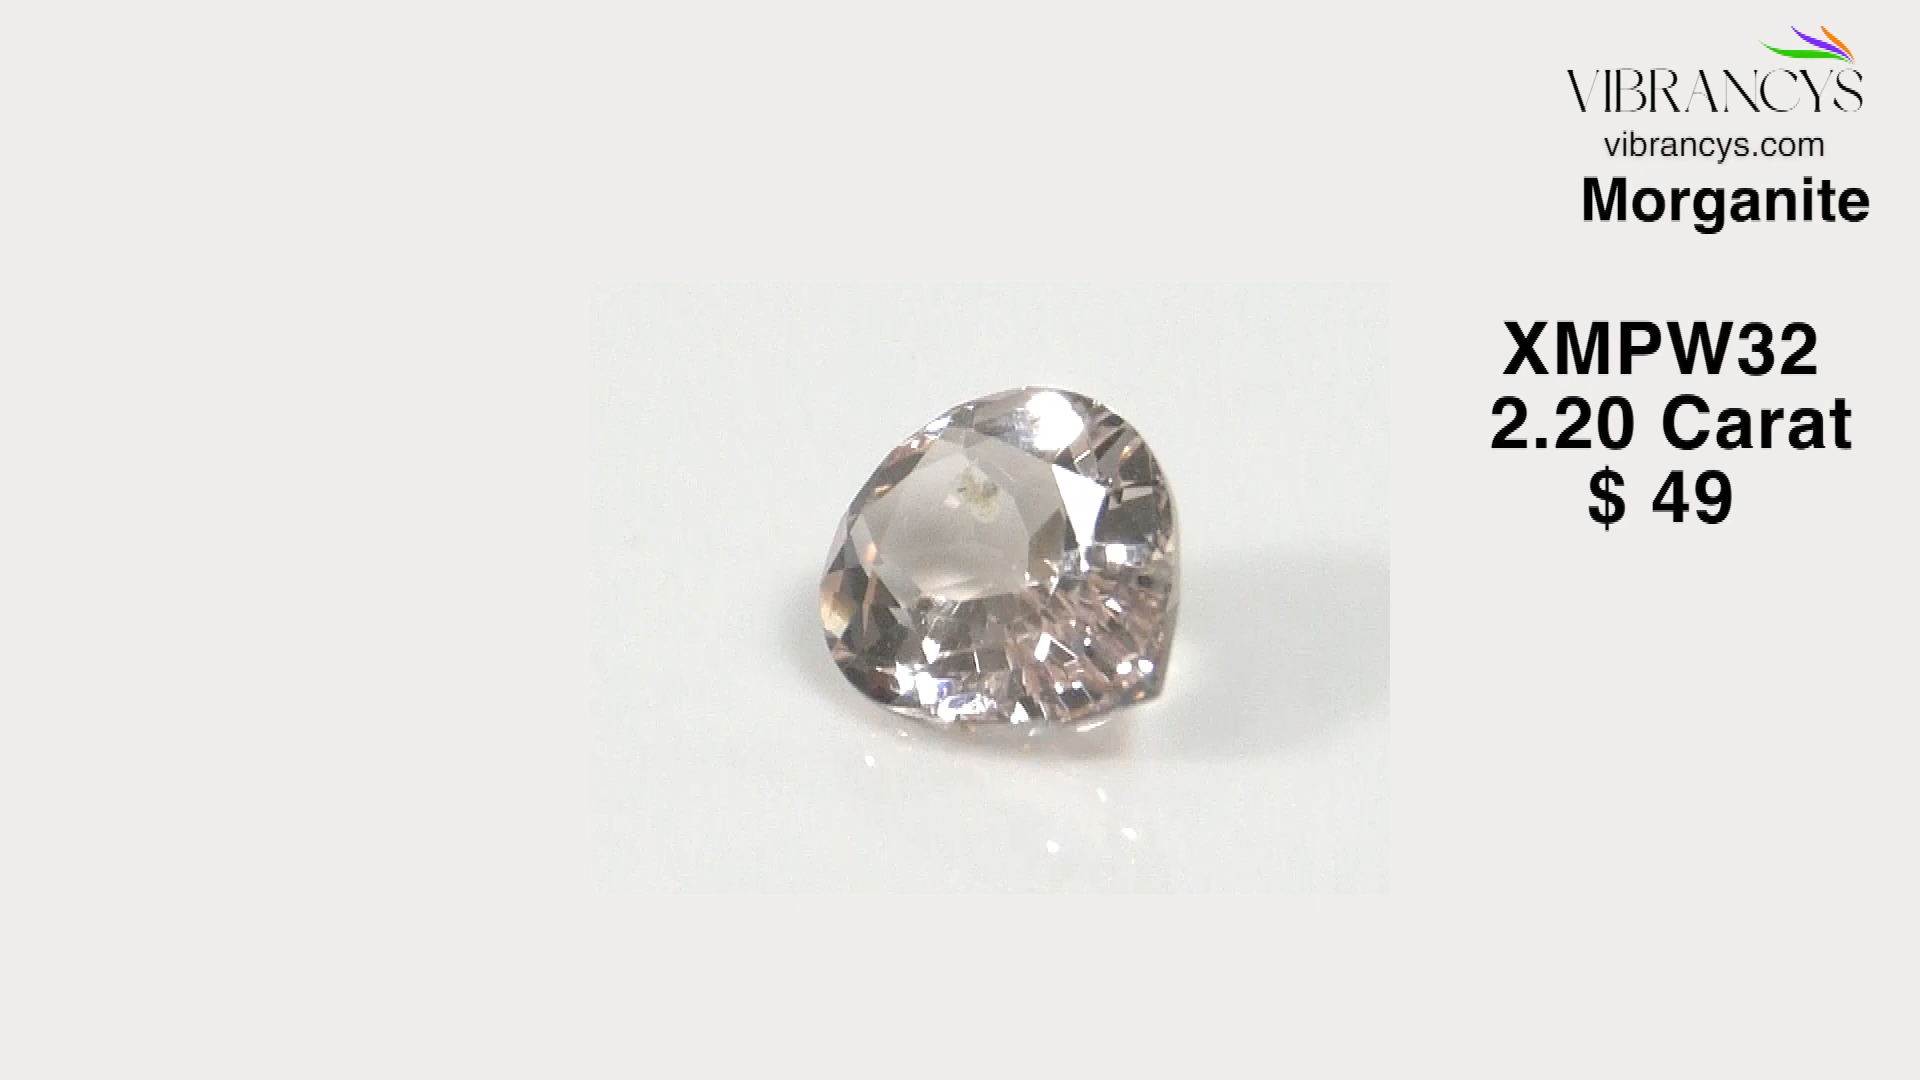 VIBRANCYS
vibrancys.com
Morganite
XMPW32
2.20 Carat
$ 49